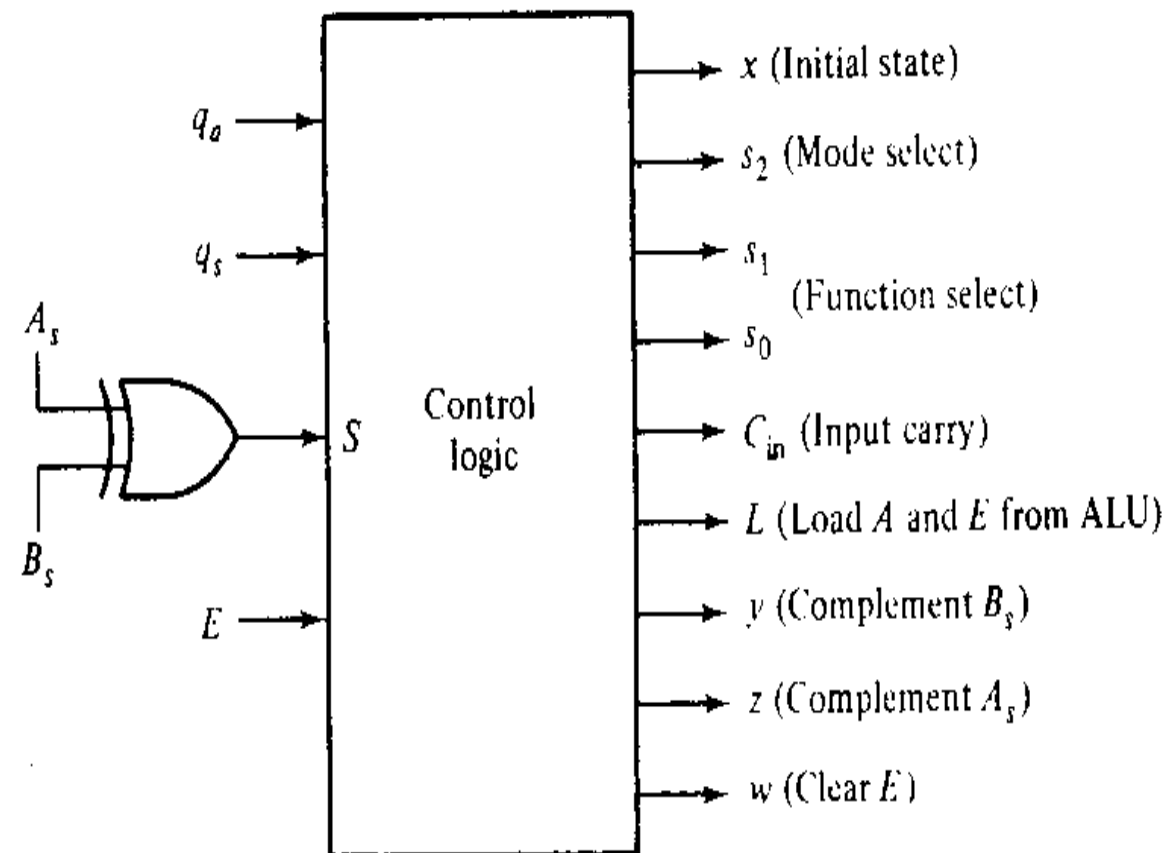 x (Initial state)
q_a
s_2 (Mode select)
q_s
s_1
(Function select)
A_s
s_0
Control
logic
S
C_in (Input carry)
L (Load A and E from ALU)
B_s
E
y (Complement B_s)
z (Complement A_s)
w (Clear E)